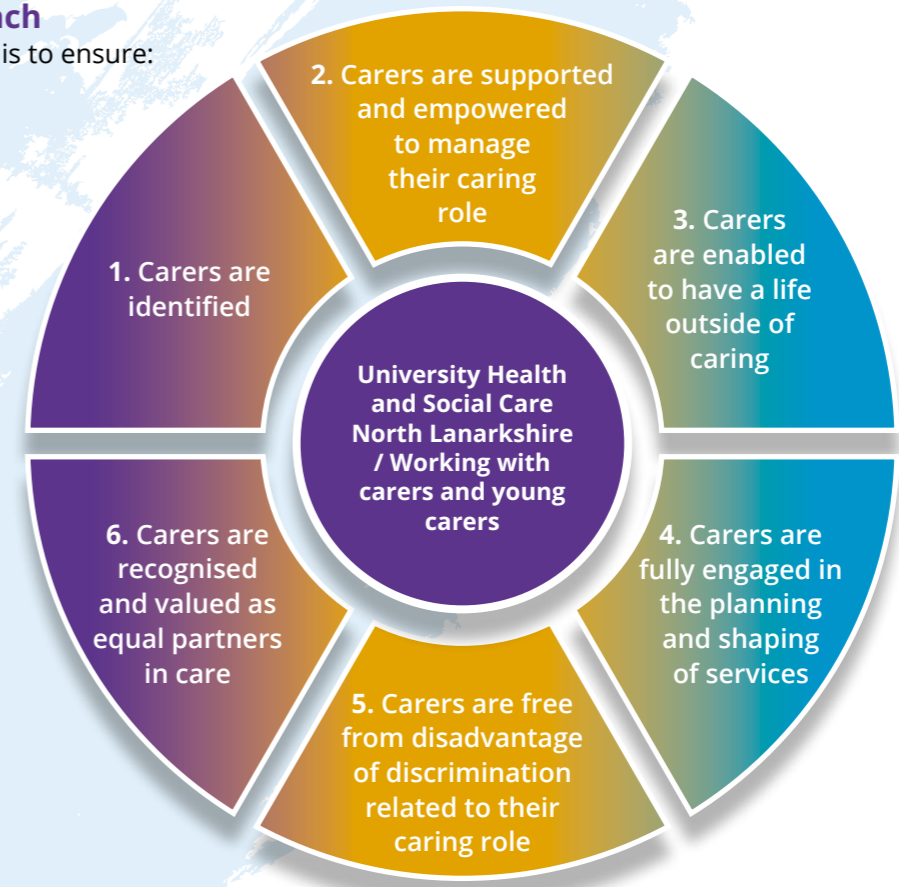 is to ensure:
1. Carers are
identified
2. Carers are supported
and empowered
to manage
their caring
role
3. Carers
are enabled
to have a life
outside of
caring
4. Carers are
fully engaged in
the planning
and shaping
of services
5. Carers are free
from disadvantage
of discrimination
related to their
caring role
6. Carers are
recognised
and valued as
equal partners
in care
University Health
and Social Care
North Lanarkshire
/ Working with
carers and young
carers